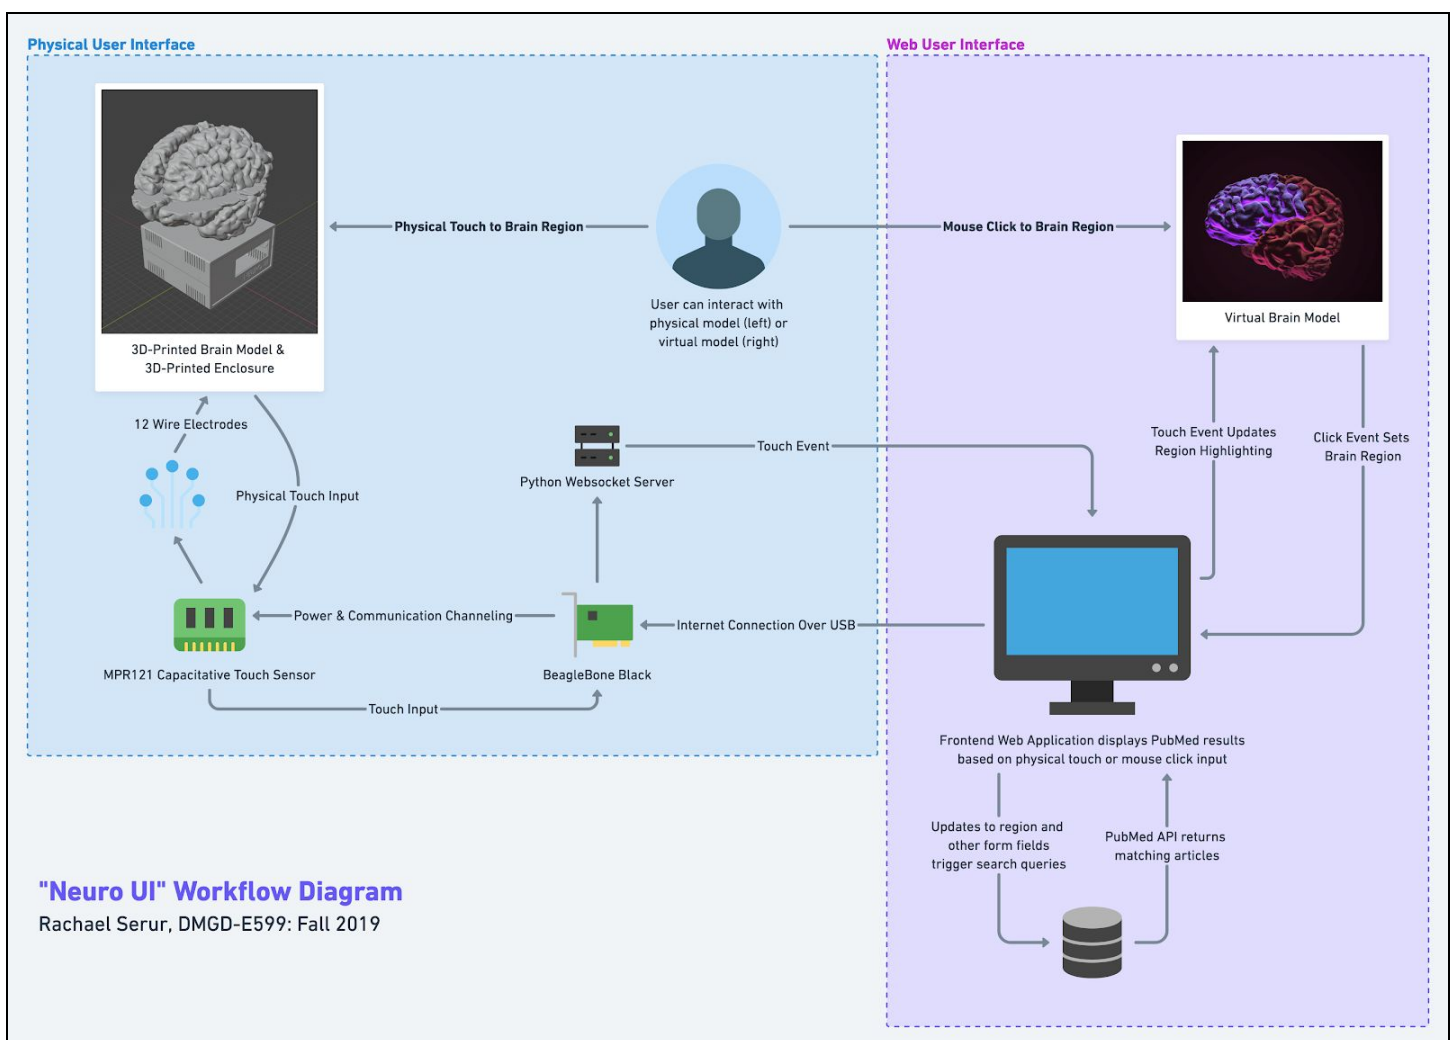 Physical User Interface
Web User Interface
Physical Touch to Brain Region
Mouse Click to Brain Region
User can interact with
physical model (left) or
virtual model (right)
Virtual Brain Model
3D-Printed Brain Model &
3D-Printed Enclosure
12 Wire Electrodes
Physical Touch Input
Python Websocket Server
Touch Event
Touch Event Updates
Region Highlighting
Click Event Sets
Brain Region
Power & Communication Channeling
Internet Connection Over USB
MPR121 Capacitative Touch Sensor
BeagleBone Black
Touch Input
Frontend Web Application displays PubMed results
based on physical touch or mouse click input
Updates to region and
other form fields
trigger search queries
PubMed API returns
matching articles
"Neuro UI" Workflow Diagram
Rachael Serur, DMGD-E599: Fall 2019